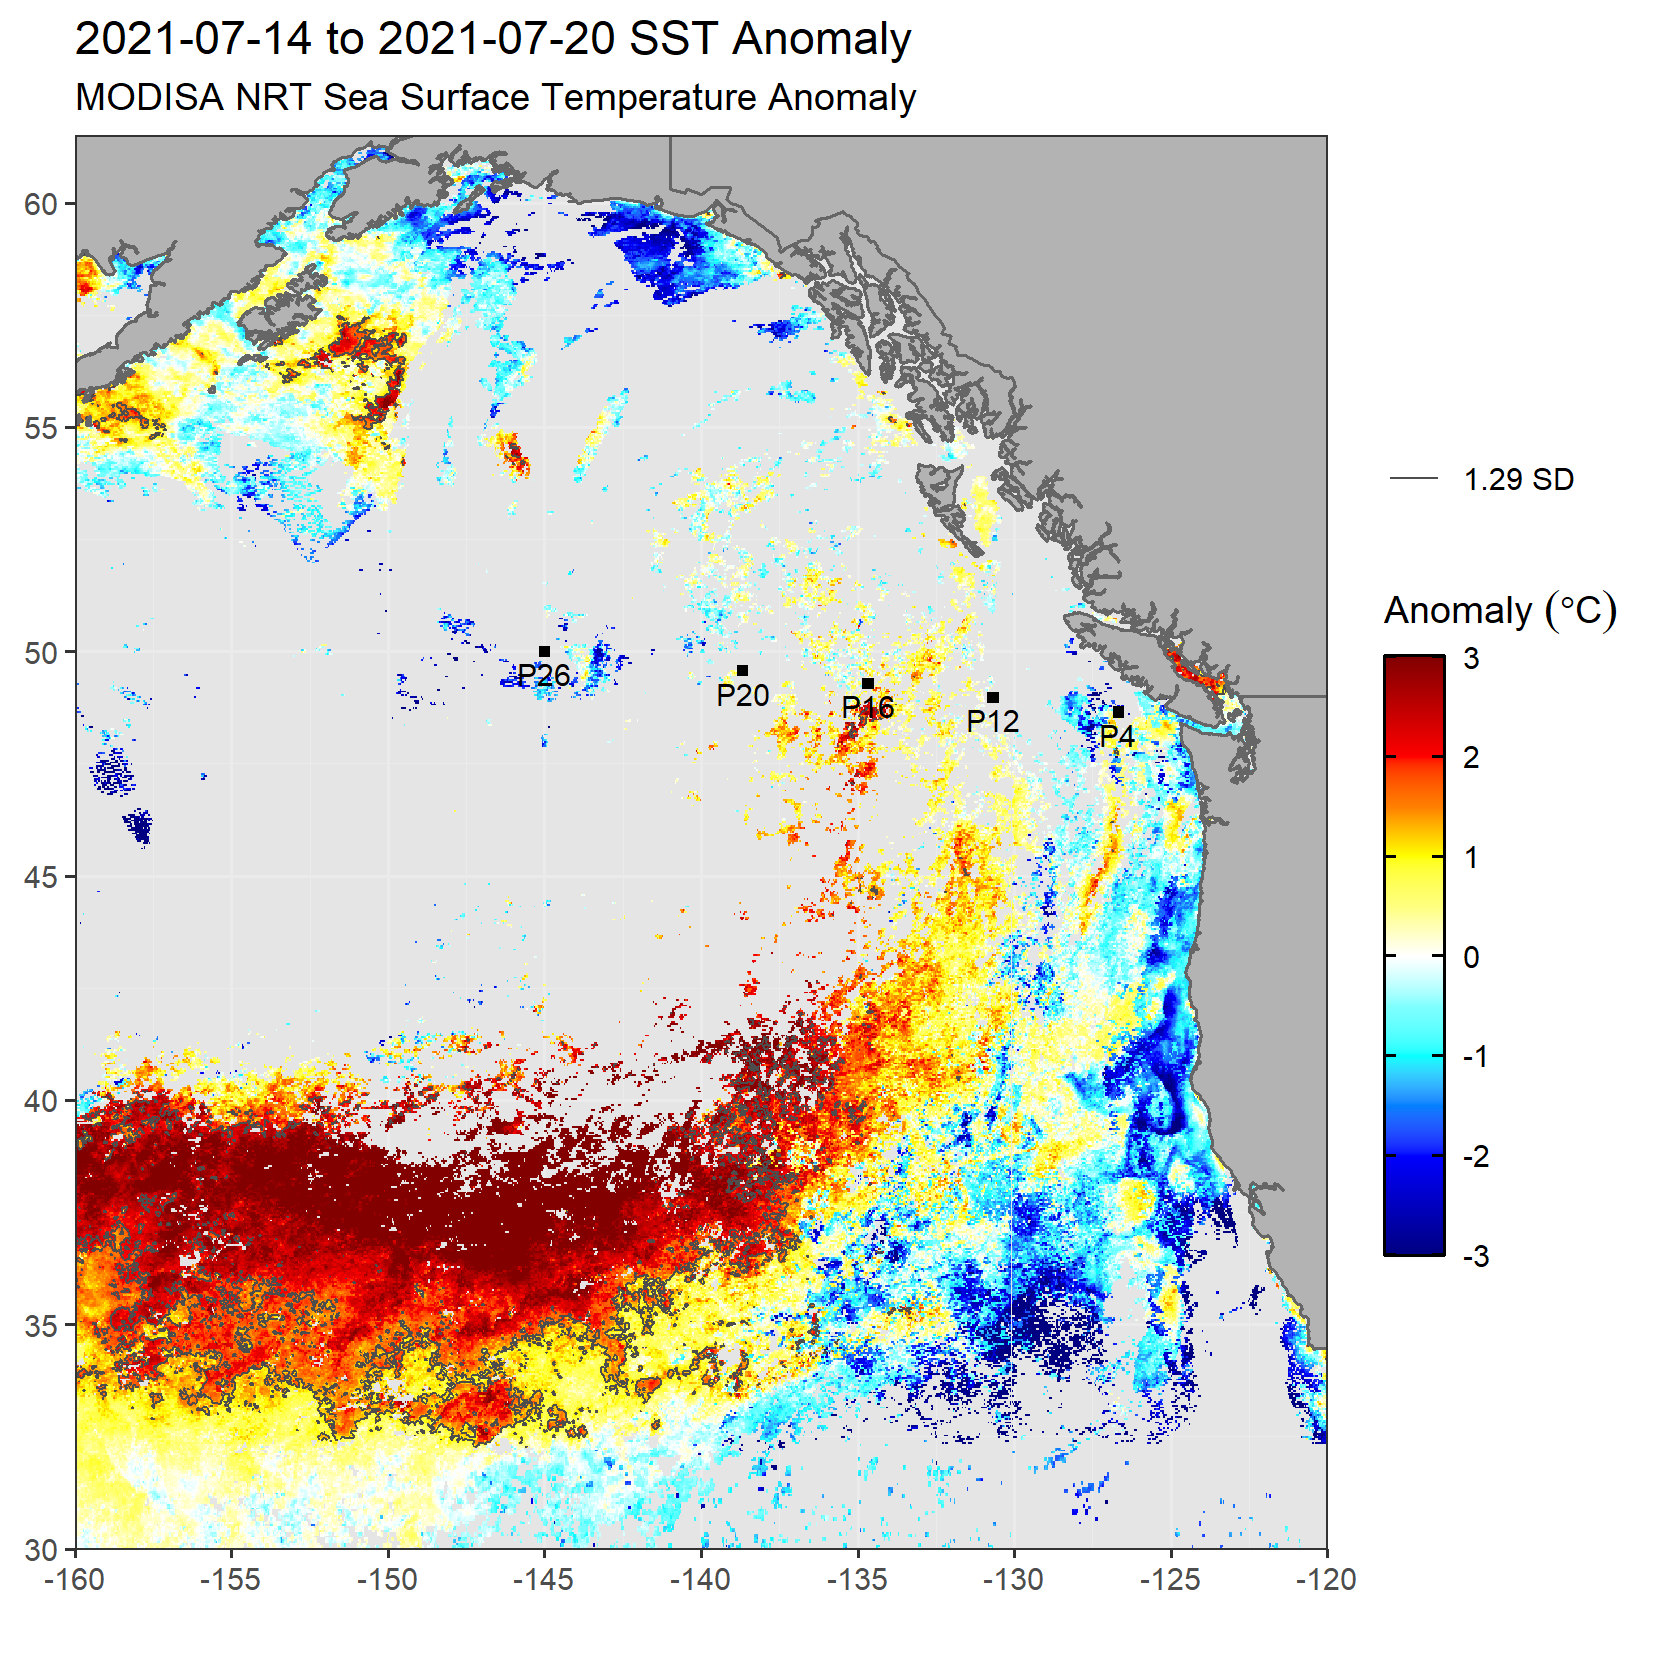 2021-07-14 to 2021-07-20 SST Anomaly
MODISA NRT Sea Surface Temperature Anomaly
60
55
50
45
40
35
30
-160
-155
-150
-145
-140
-135
-130
-125
-120
P26
P20
P16
P12
P4
1.29 SD
Anomaly (°C)
3
2
1
0
-1
-2
-3